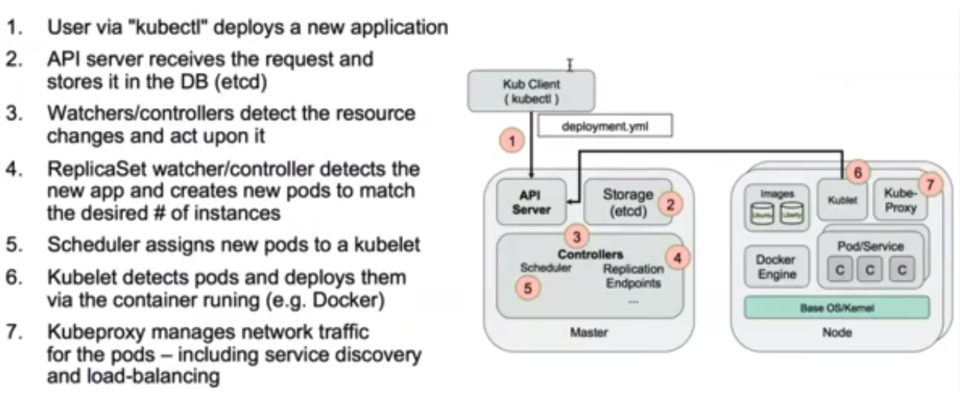 1. User via "kubectl" deploys a new application
2. API server receives the request and
stores it in the DB (etcd)
3. Watchers/controllers detect the resource
changes and act upon it
4. ReplicaSet watcher/controller detects the
new app and creates new pods to match
the desired # of instances
5. Scheduler assigns new pods to a kubelet
6. Kubelet detects pods and deploys them
via the container runing (e.g. Docker)
7. Kubeproxy manages network traffic
for the pods – including service discovery
and load-balancing
Kub Client
( kubectl )
deployment.yml
1
API
Server
Storage
(etcd)
2
3
Controllers
4
Scheduler
5
Replication
Endpoints
...
Master
6
7
Images
Ubuntu
Liberty
Kublet
Kube-
Proxy
Docker
Engine
Pod/Service
C C C
Base OS/Kernel
Node